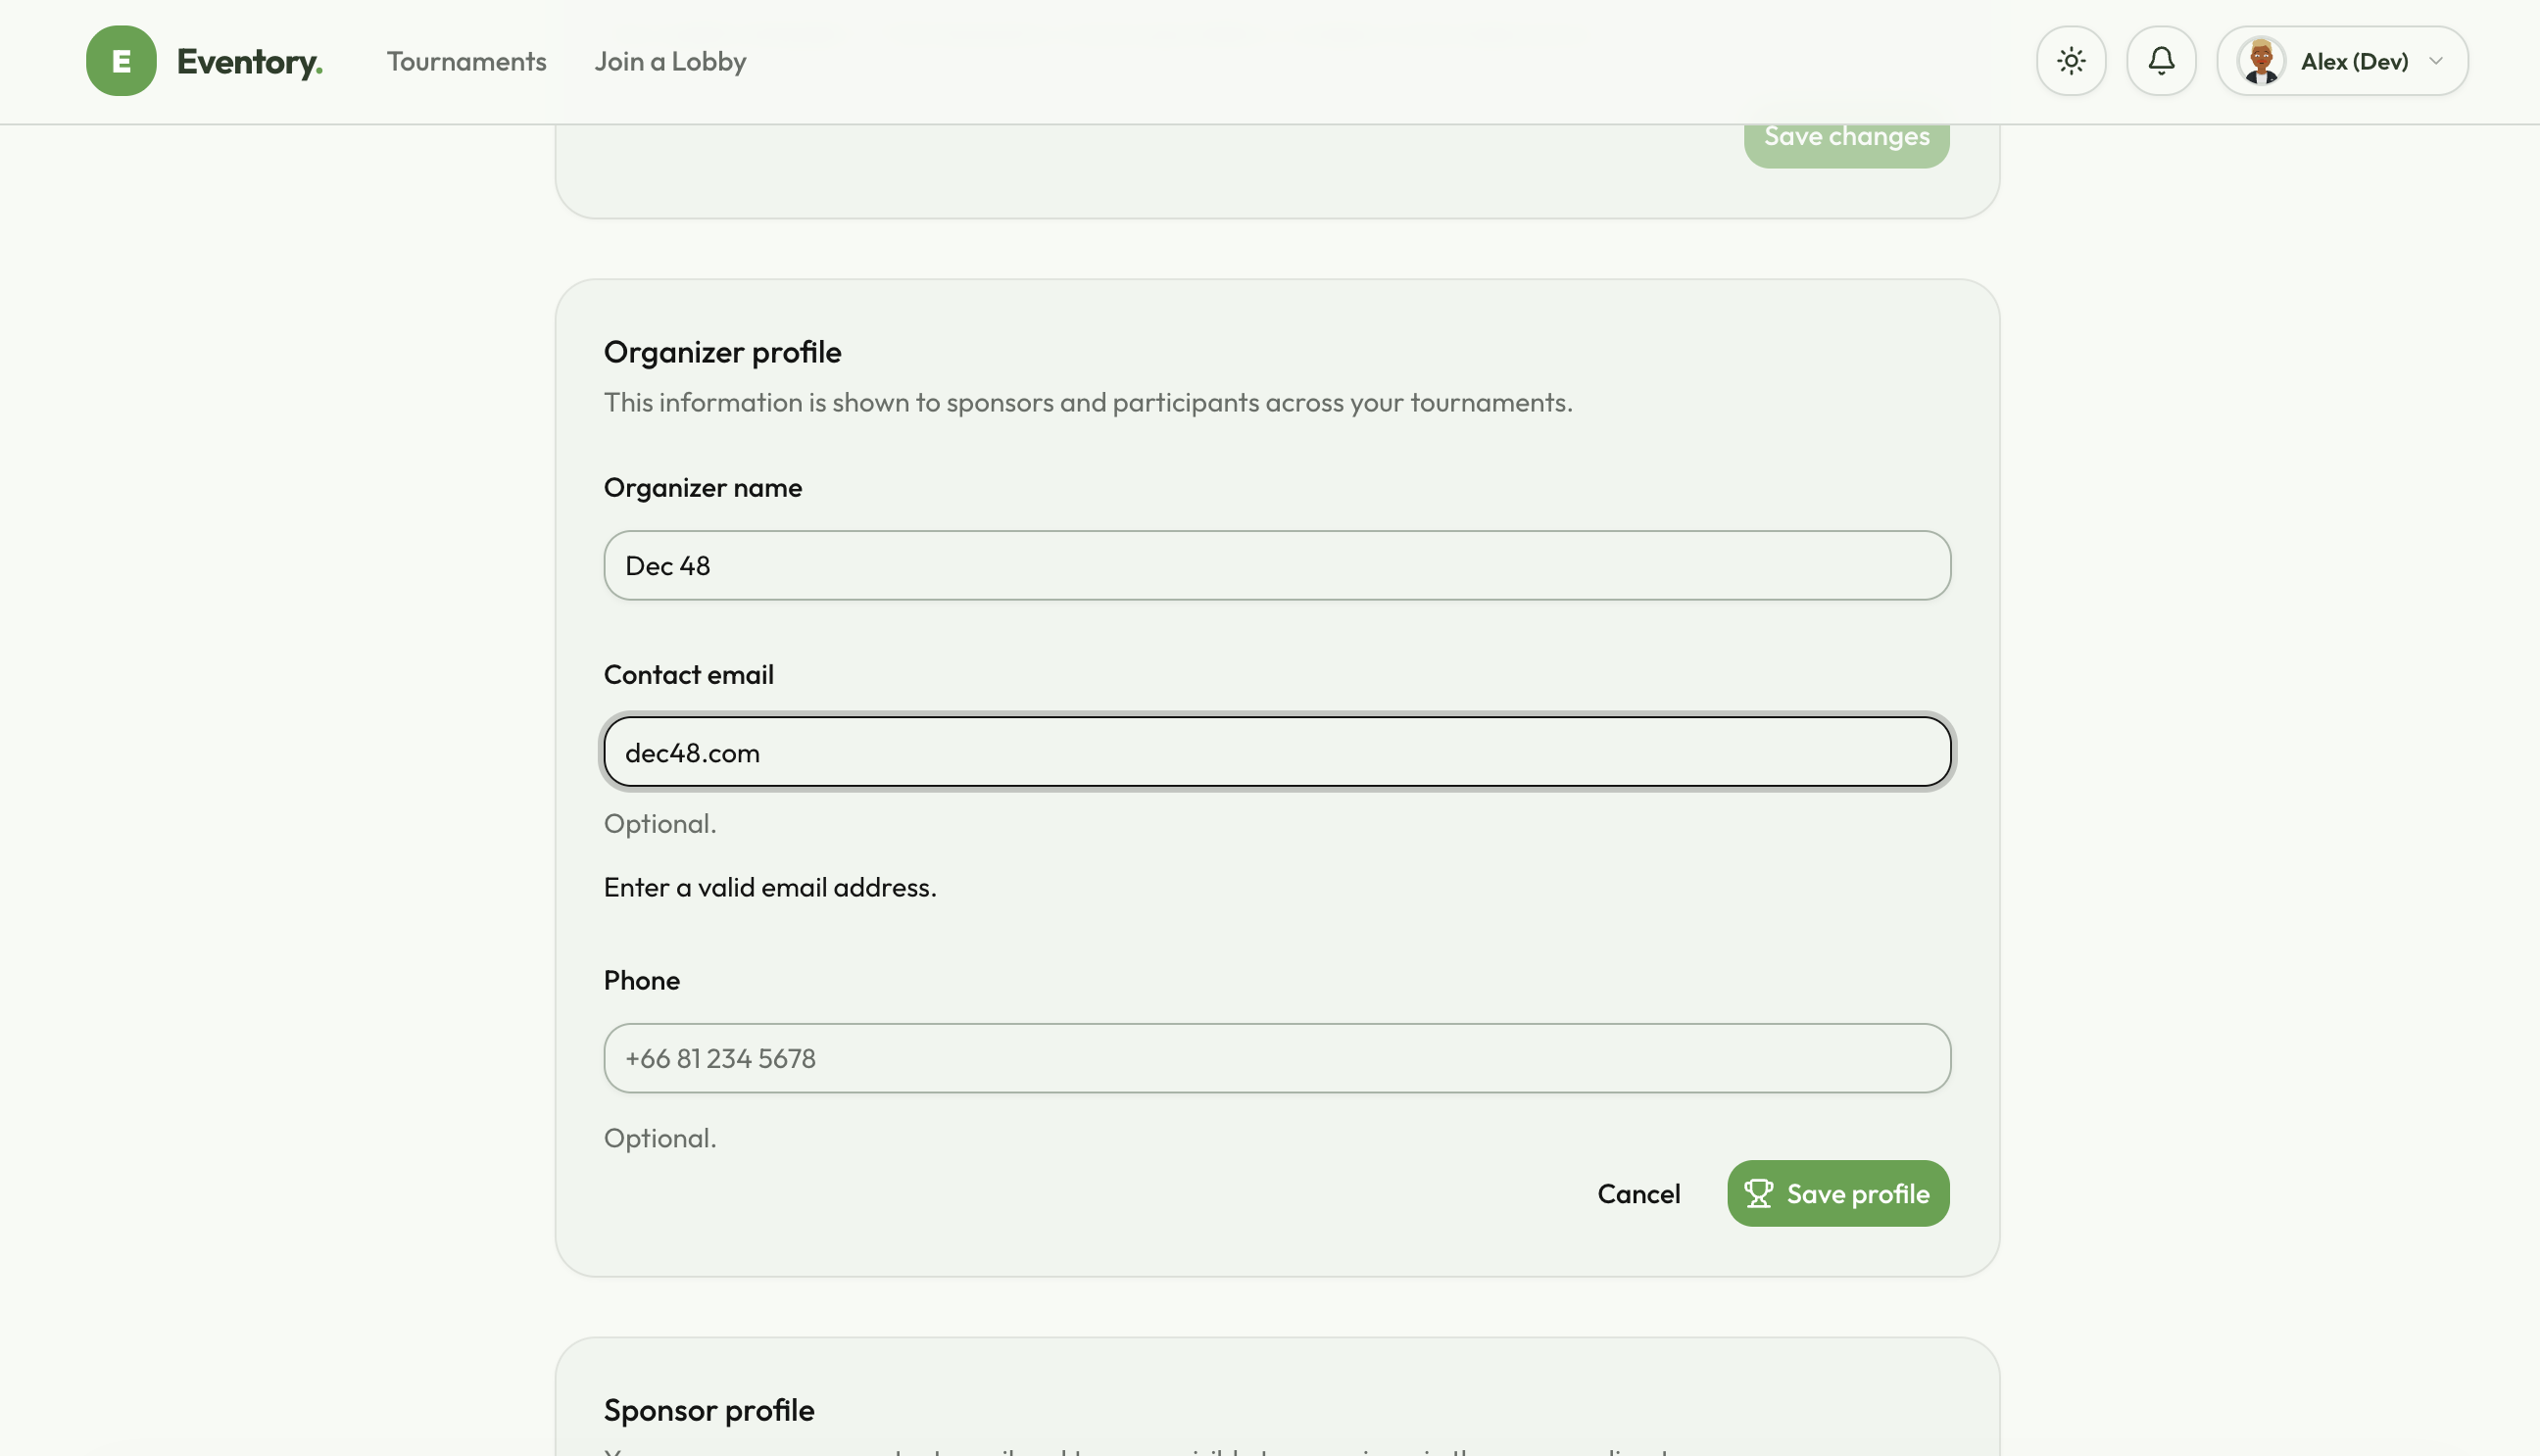 E Eventory. Tournaments Join a Lobby Alex (Dev)
Save changes
Organizer profile
This information is shown to sponsors and participants across your tournaments.
Organizer name
Dec 48
Contact email
dec48.com
Optional.
Enter a valid email address.
Phone
+66 81 234 5678
Optional.
Cancel Save profile
Sponsor profile